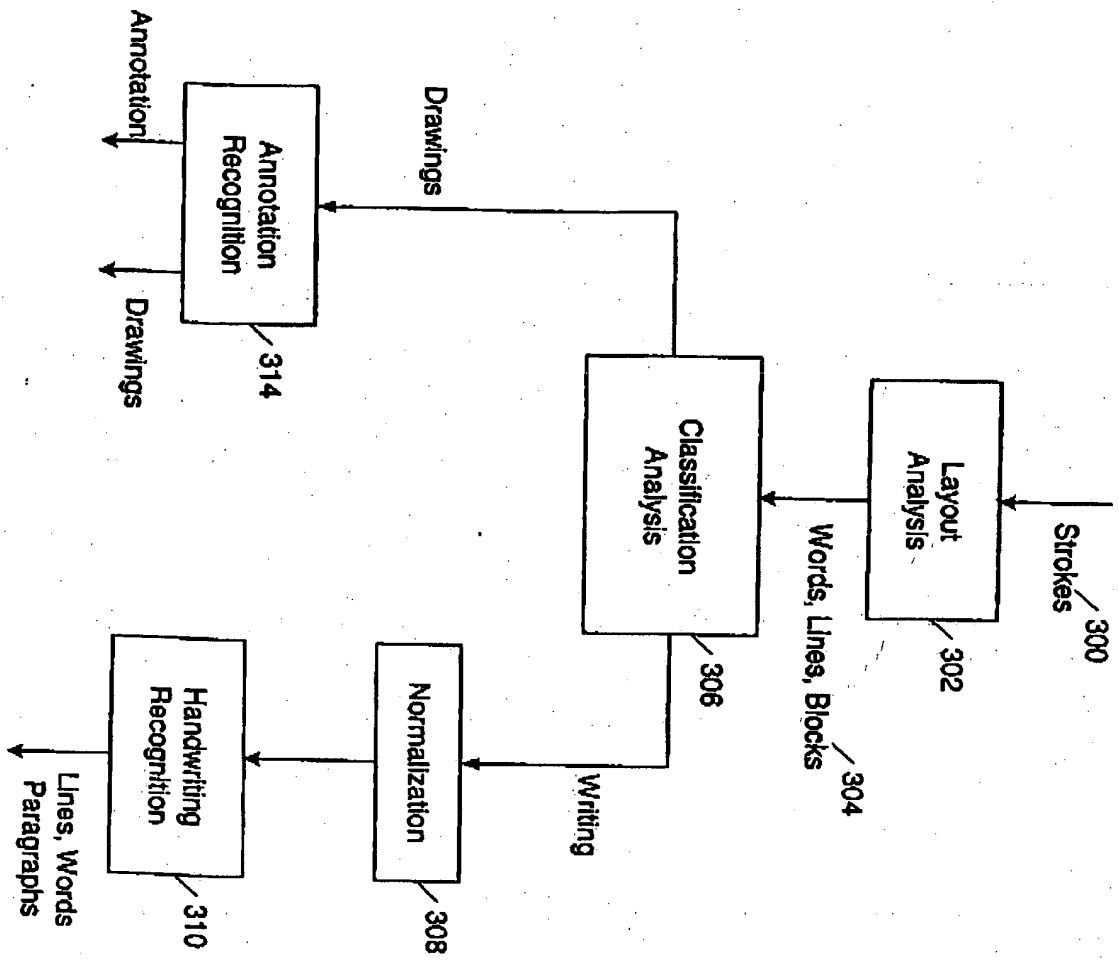 Strokes
300
Layout
Analysis
302
Words, Lines, Blocks
304
Classification
Analysis
306
Drawings
Writing
Annotation
Recognition
314
Normalization
308
Annotation
Drawings
Handwriting
Recognition
310
Lines, Words
Paragraphs